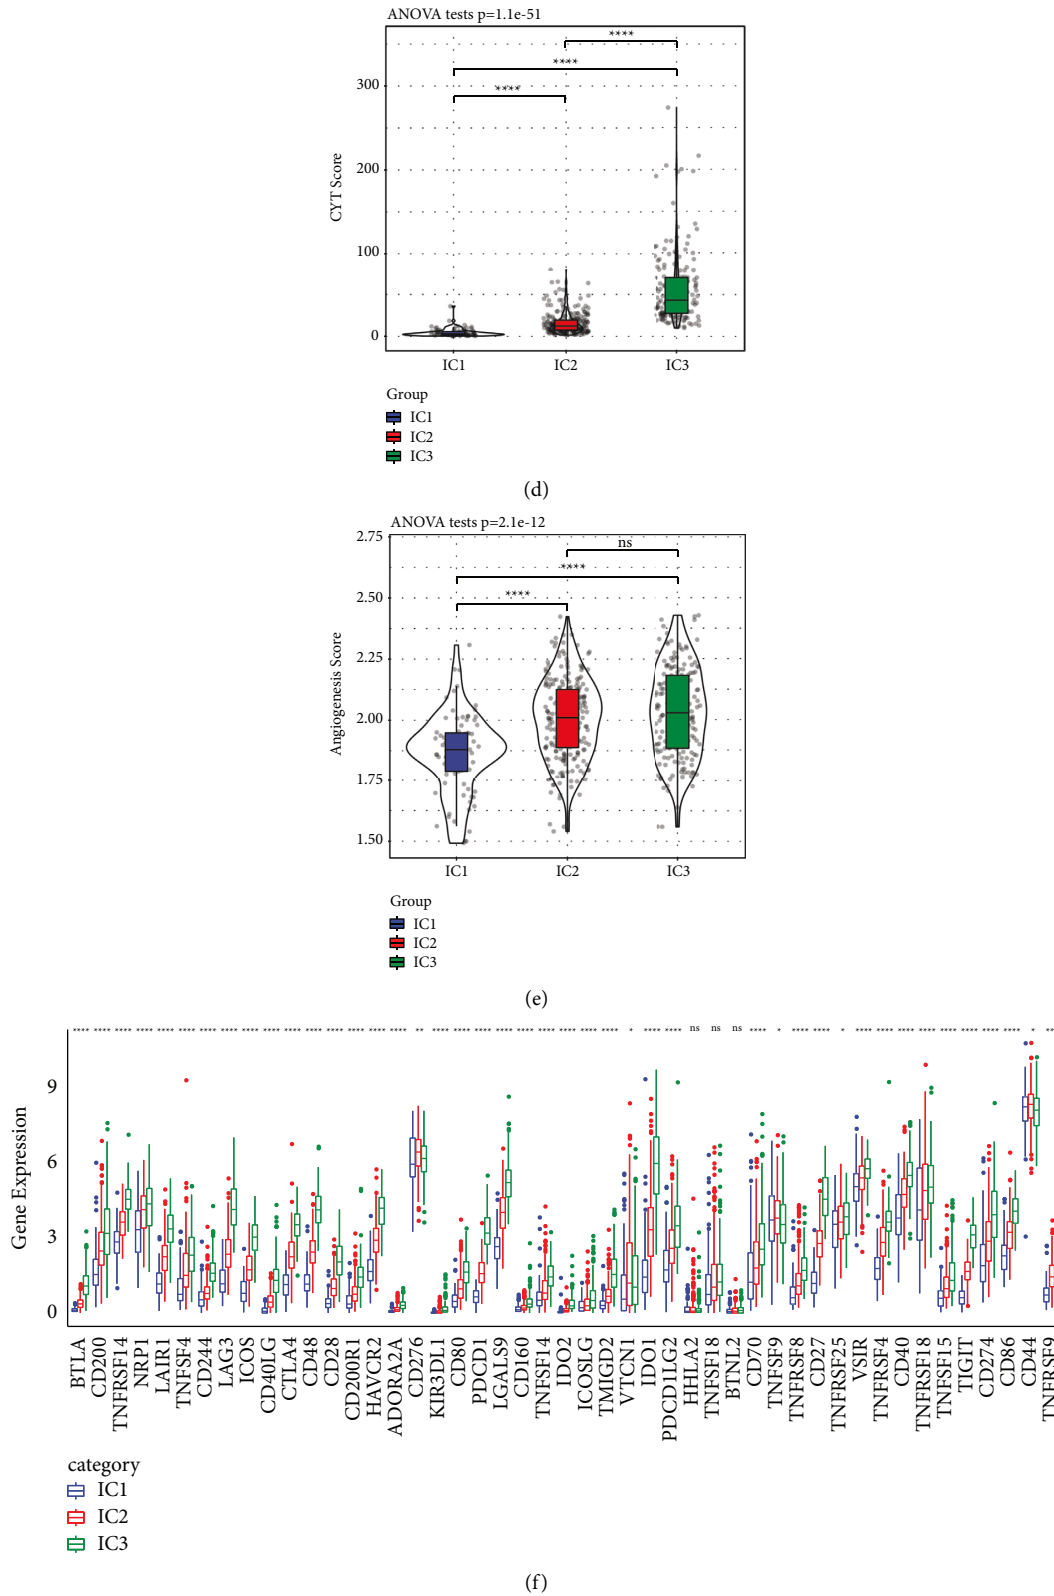 ANOVA tests p=1.1e-51
****
****
****
300
200
100
0
CYT Score
IC1 IC2 IC3
Group
IC1
IC2
IC3
(d)
ANOVA tests p=2.1e-12
2.75
ns
****
****
2.50
2.25
2.00
1.75
1.50
Angiogenesis Score
IC1 IC2 IC3
Group
IC1
IC2
IC3
(e)
**** **** **** **** **** **** **** **** **** **** **** **** **** **** **** **** ** **** **** **** **** **** **** **** **** **** * **** **** ns ns ns **** * **** **** * **** **** **** **** **** **** **** **** * **
9
6
3
0
Gene Expression
BTLA
CD200
TNFRSF14
NRP1
LAIR1
TNFSF4
CD244
LAG3
ICOS
CD40LG
CTLA4
CD48
CD28
CD200R1
HAVCR2
ADORA2A
CD276
KIR3DL1
CD80
PDCD1
LGALS9
CD160
TNFSF14
IDO2
ICOSLG
TMIGD2
VTCN1
IDO1
PDCD1LG2
HHLA2
TNFSF18
BTNL2
CD70
TNFSF9
TNFRSF8
CD27
TNFRSF25
VSIR
TNFRSF4
CD40
TNFRSF18
TNFSF15
TIGIT
CD274
CD86
CD44
TNFRSF9
category
IC1
IC2
IC3
(f)